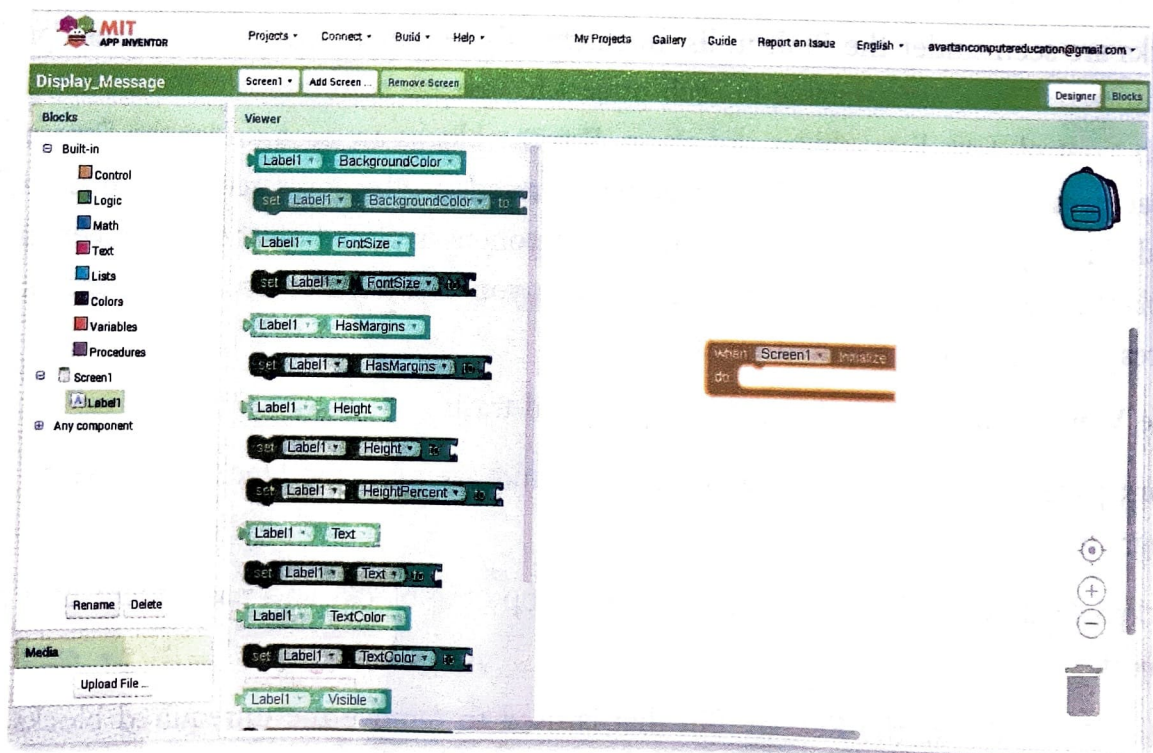 MIT
APP INVENTOR
Projects Connect Build Help My Projects Gallery Guide Report an Issue English avartancomputereducation@gmail.com
Display_Message Screen1 Add Screen ... Remove Screen Designer Blocks
Blocks Viewer
Built-in
Control
Logic
Math
Text
Lists
Colors
Variables
Procedures
Screen1
Label1
Any component
Rename Delete
Media
Upload File ...
Label1 BackgroundColor
set Label1 BackgroundColor to
Label1 FontSize
set Label1 FontSize to
Label1 HasMargins
set Label1 HasMargins to
Label1 Height
set Label1 Height to
set Label1 HeightPercent to
Label1 Text
set Label1 Text to
Label1 TextColor
set Label1 TextColor to
Label1 Visible
when Screen1 Initialize
do